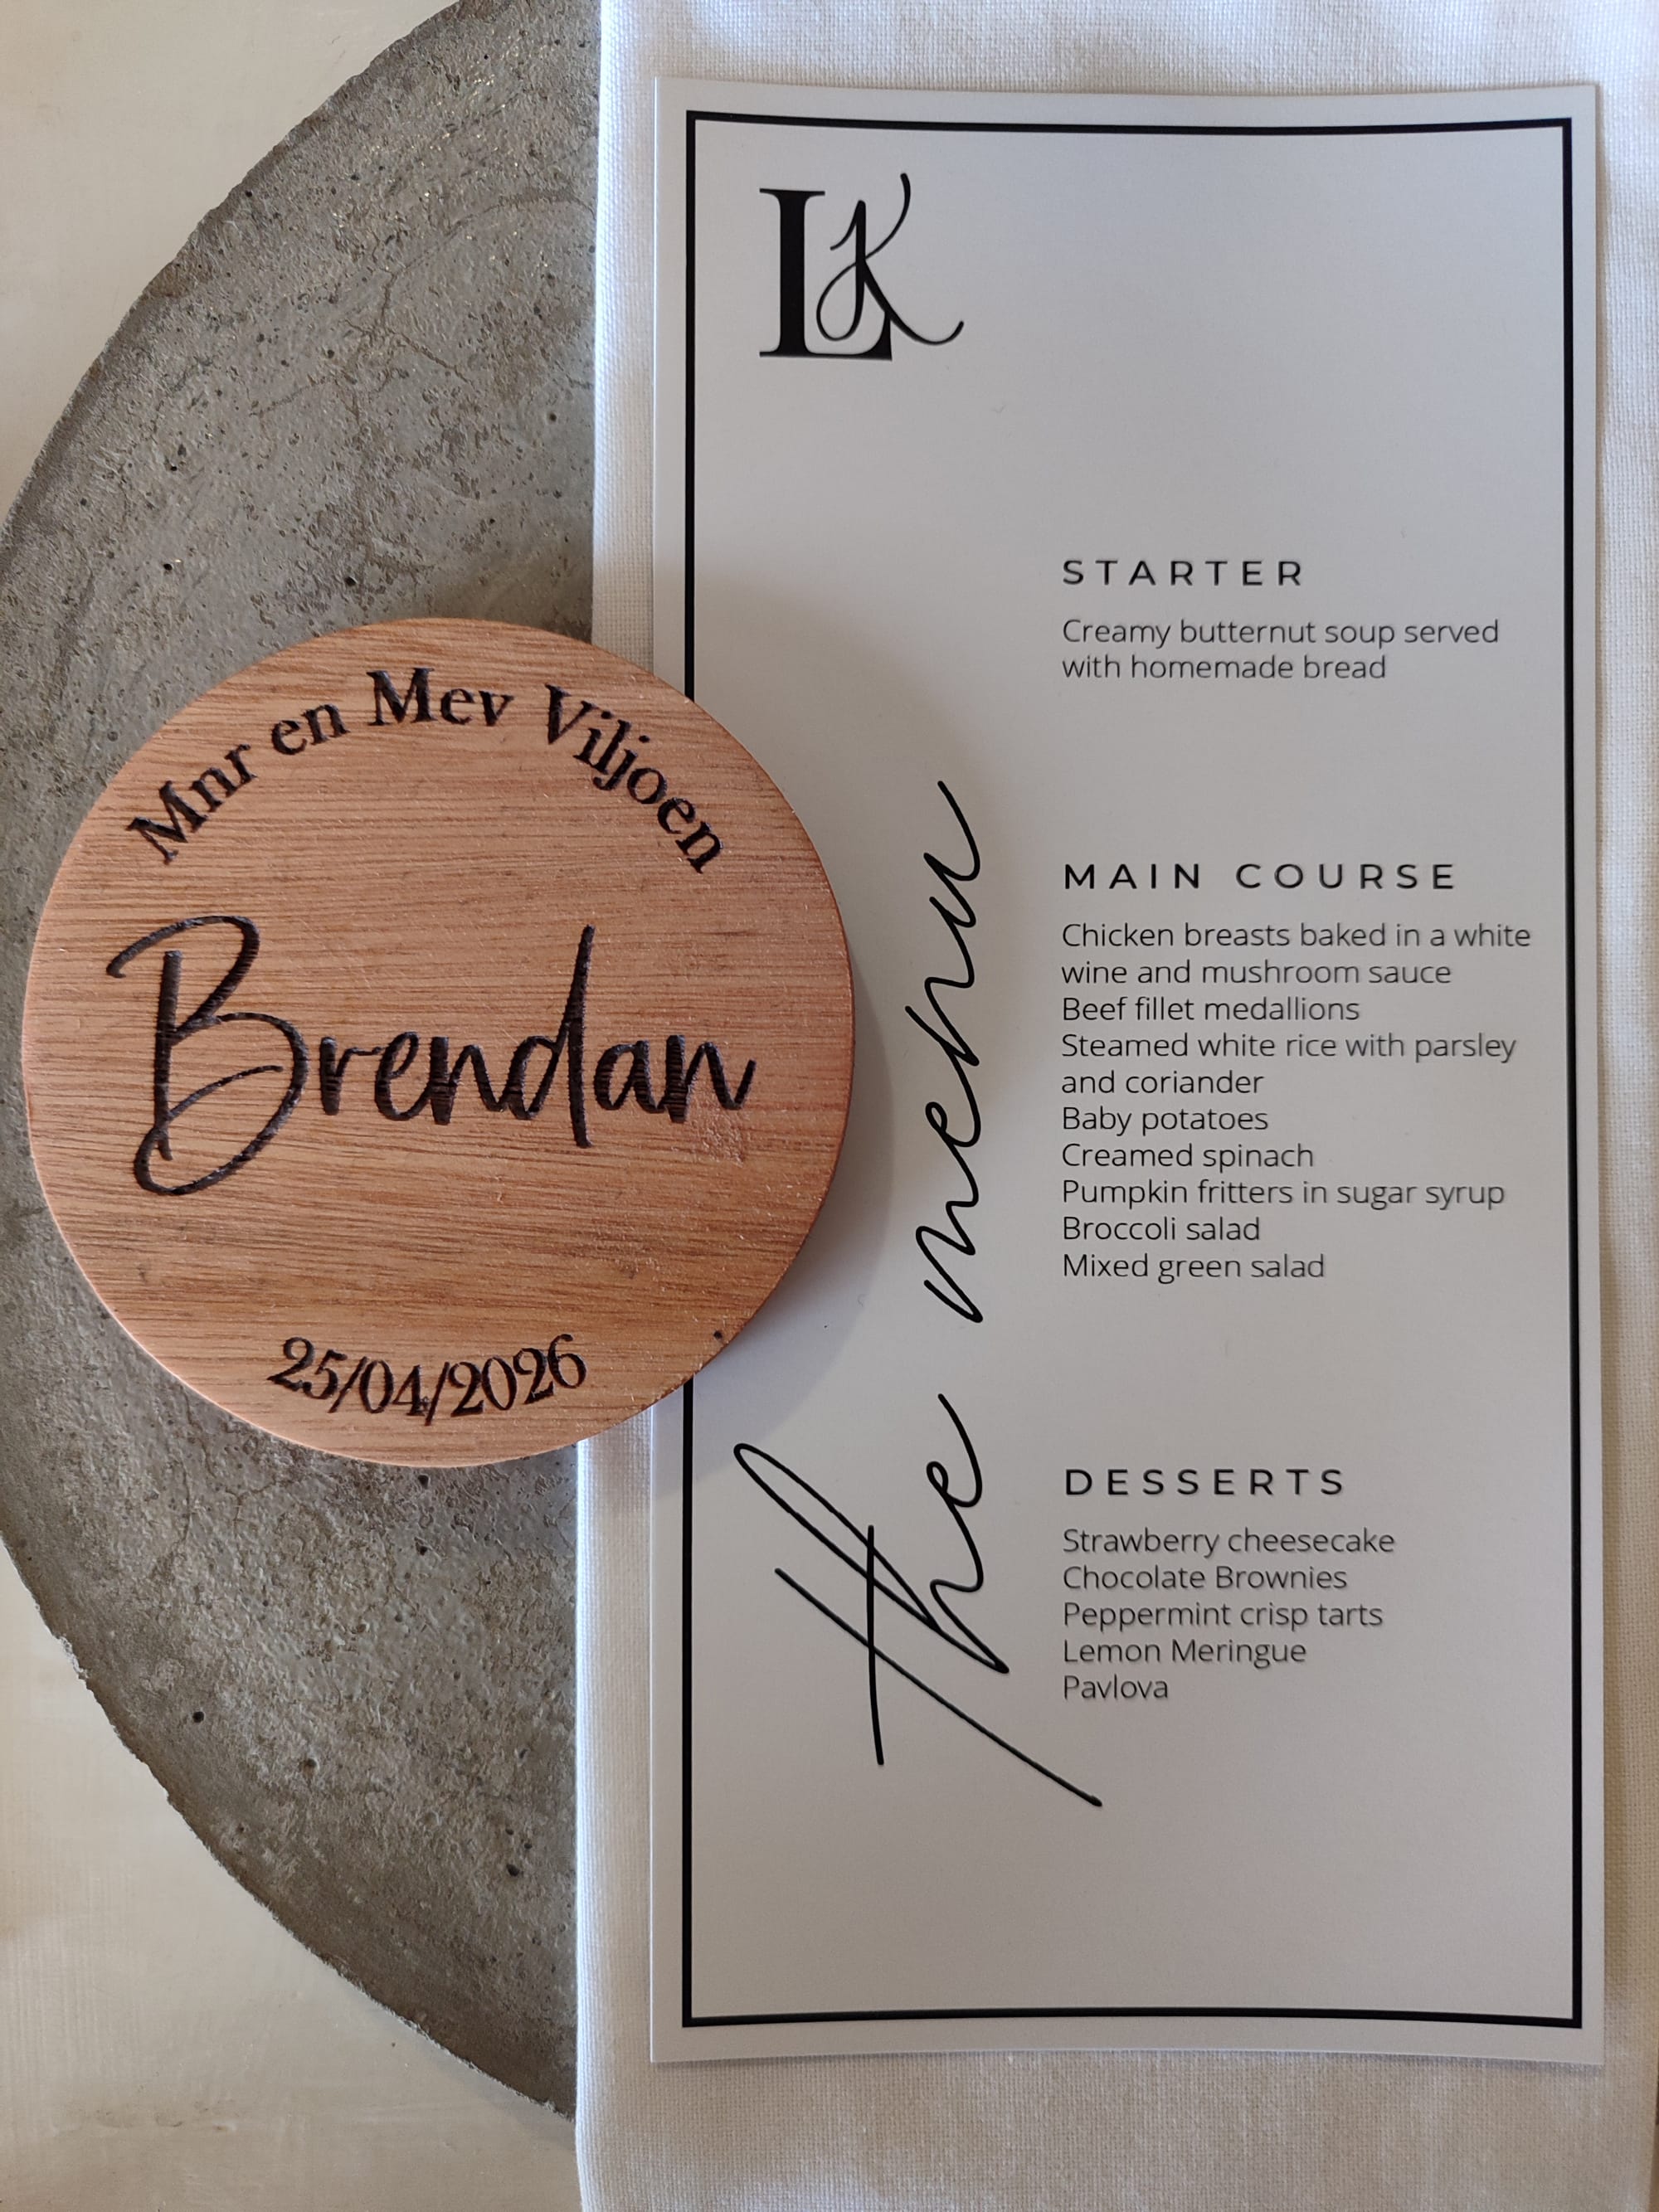 Mnr en Mev Viljoen
Brendan
25/04/2026
LK
the menu
STARTER
Creamy butternut soup served
with homemade bread
MAIN COURSE
Chicken breasts baked in a white
wine and mushroom sauce
Beef fillet medallions
Steamed white rice with parsley
and coriander
Baby potatoes
Creamed spinach
Pumpkin fritters in sugar syrup
Broccoli salad
Mixed green salad
DESSERTS
Strawberry cheesecake
Chocolate Brownies
Peppermint crisp tarts
Lemon Meringue
Pavlova